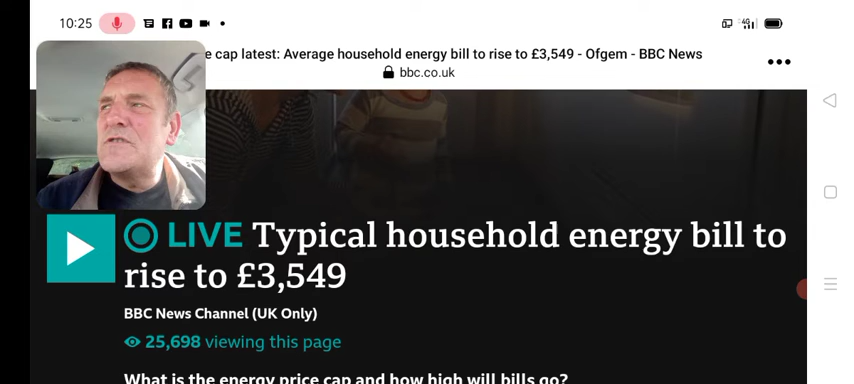 10:25
4G
e cap latest: Average household energy bill to rise to £3,549 - Ofgem - BBC News
bbc.co.uk
LIVE Typical household energy bill to
rise to £3,549
BBC News Channel (UK Only)
25,698 viewing this page
What is the energy price cap and how high will bills go?